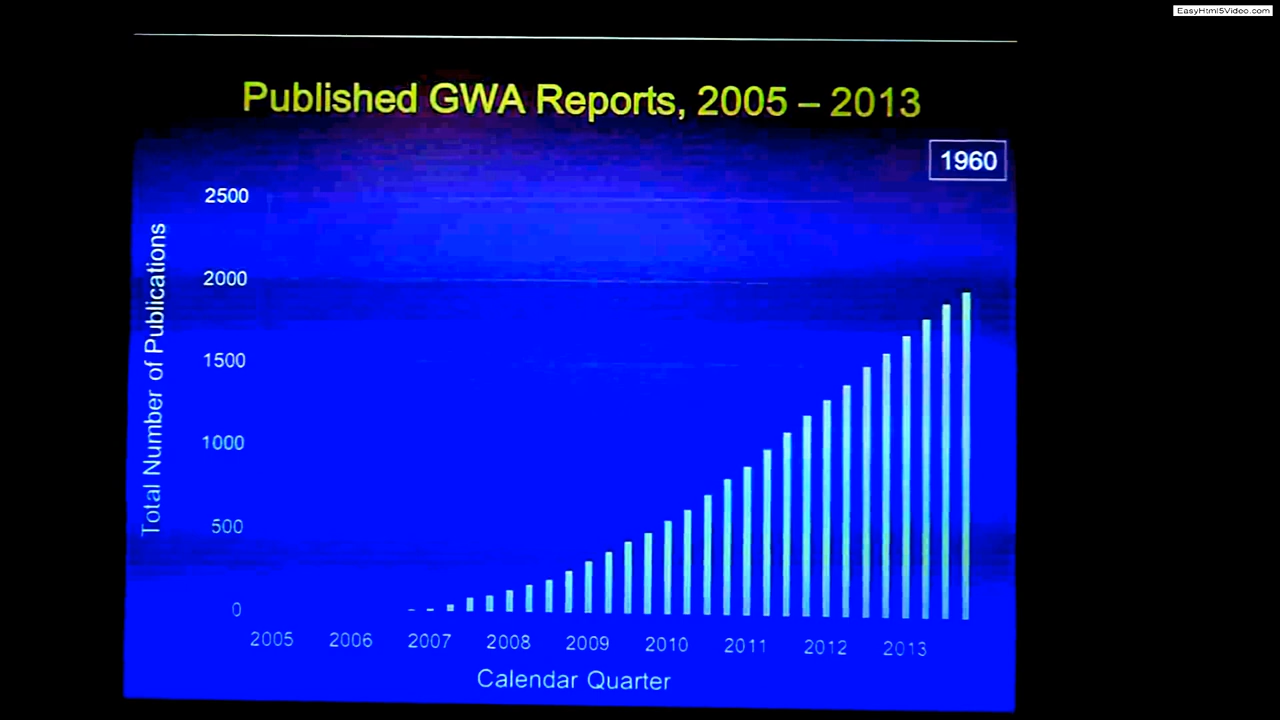 EasyHtml5Video.com
Published GWA Reports, 2005 – 2013
1960
Total Number of Publications
2500
2000
1500
1000
500
0
2005 2006 2007 2008 2009 2010 2011 2012 2013
Calendar Quarter